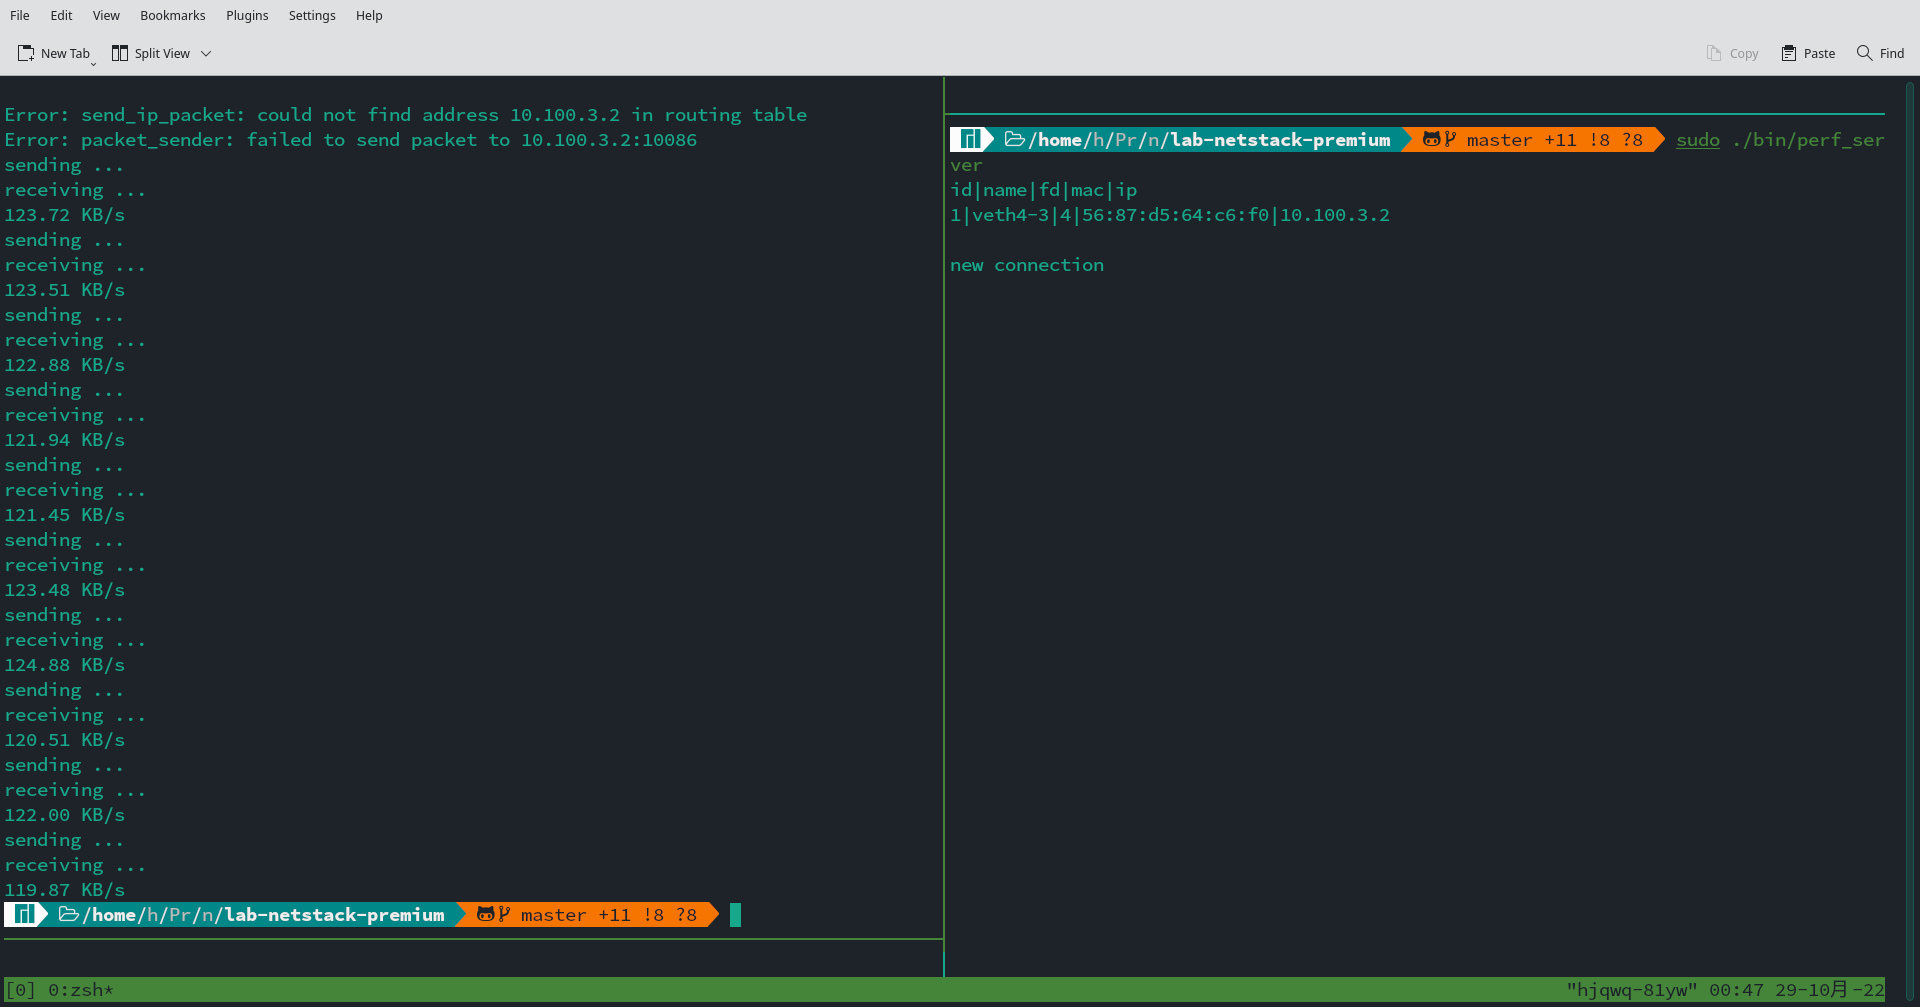 File Edit View Bookmarks Plugins Settings Help
New Tab Split View Copy Paste Find
Error: send_ip_packet: could not find address 10.100.3.2 in routing table
Error: packet_sender: failed to send packet to 10.100.3.2:10086
sending ...
receiving ...
123.72 KB/s
sending ...
receiving ...
123.51 KB/s
sending ...
receiving ...
122.88 KB/s
sending ...
receiving ...
121.94 KB/s
sending ...
receiving ...
121.45 KB/s
sending ...
receiving ...
123.48 KB/s
sending ...
receiving ...
124.88 KB/s
sending ...
receiving ...
120.51 KB/s
sending ...
receiving ...
122.00 KB/s
sending ...
receiving ...
119.87 KB/s
/home/h/Pr/n/lab-netstack-premium master +11 !8 ?8
/home/h/Pr/n/lab-netstack-premium master +11 !8 ?8 sudo ./bin/perf_ser
ver
id|name|fd|mac|ip
1|veth4-3|4|56:87:d5:64:c6:f0|10.100.3.2
new connection
[0] 0:zsh* "hjqwq-81yw" 00:47 29-10月-22